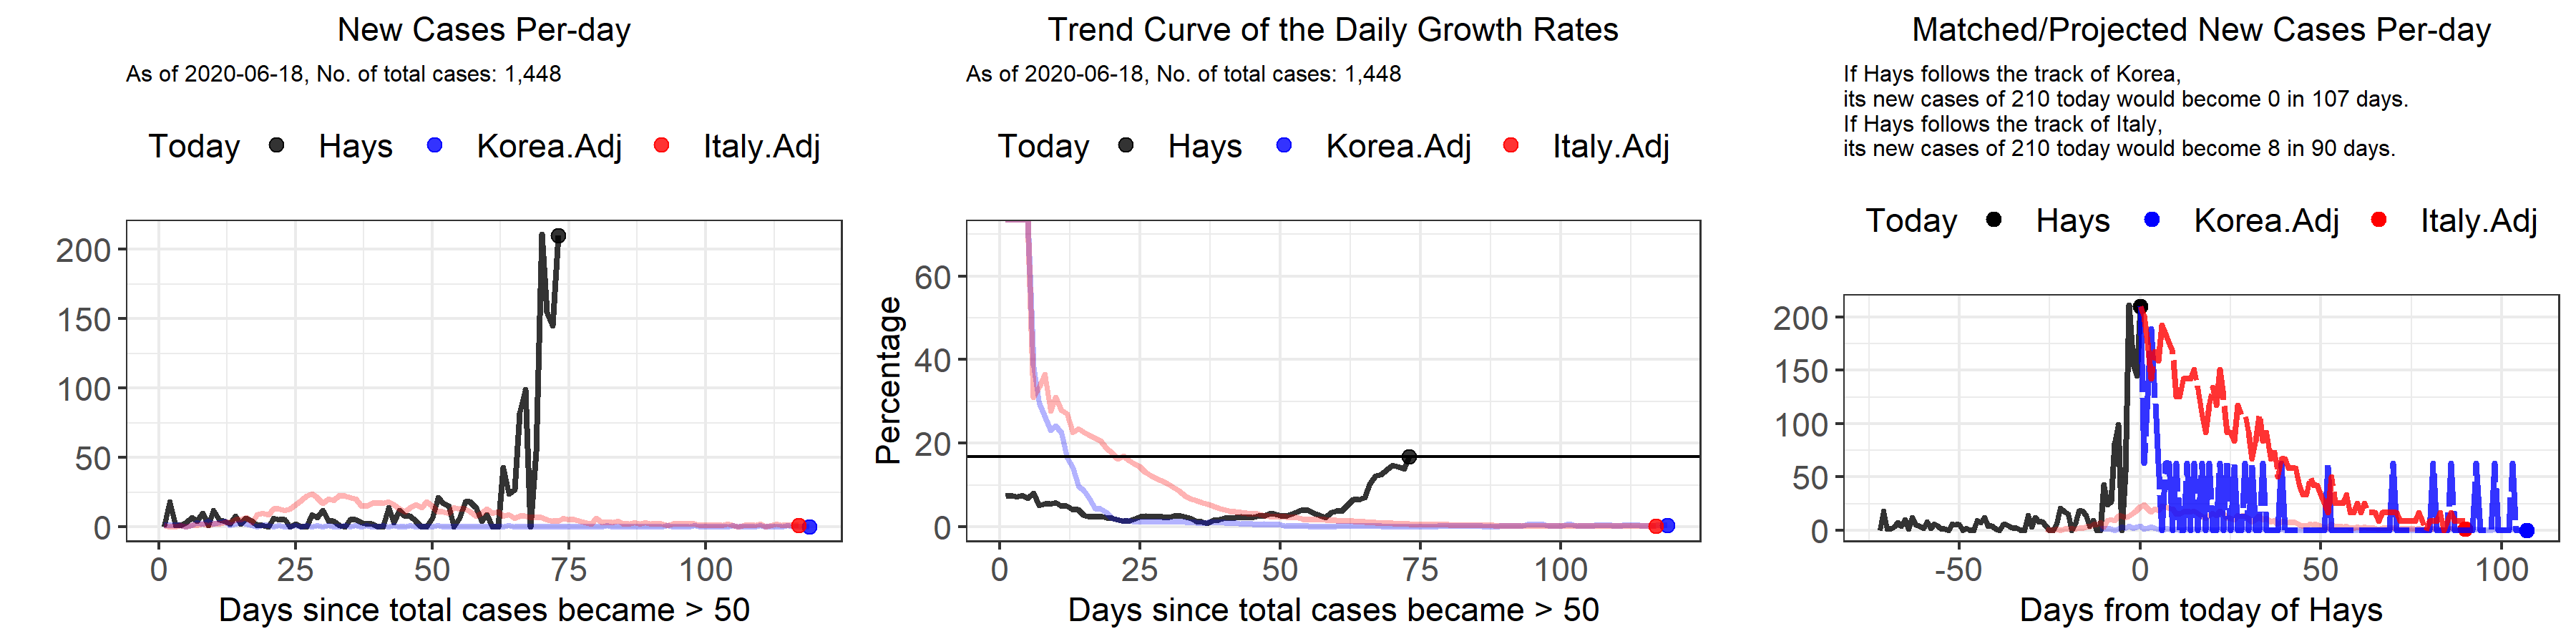 New Cases Per-day
As of 2020-06-18, No. of total cases: 1,448
Today Hays Korea.Adj Italy.Adj
200
150
100
50
0
0 25 50 75 100
Days since total cases became > 50
Trend Curve of the Daily Growth Rates
As of 2020-06-18, No. of total cases: 1,448
Today Hays Korea.Adj Italy.Adj
Percentage
60
40
20
0
0 25 50 75 100
Days since total cases became > 50
Matched/Projected New Cases Per-day
If Hays follows the track of Korea,
its new cases of 210 today would become 0 in 107 days.
If Hays follows the track of Italy,
its new cases of 210 today would become 8 in 90 days.
Today Hays Korea.Adj Italy.Adj
200
150
100
50
0
-50 0 50 100
Days from today of Hays